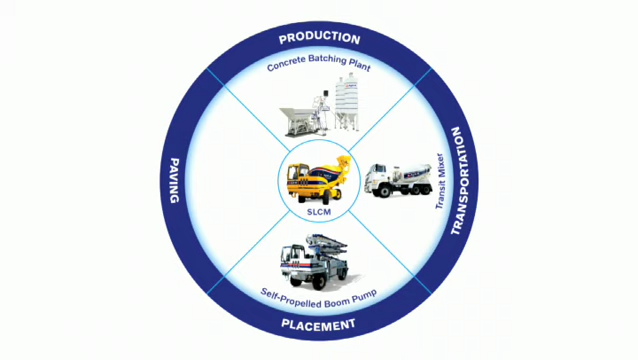 PRODUCTION
Concrete Batching Plant
PAVING
SLCM
Transit Mixer
TRANSPORTATION
Self-Propelled Boom Pump
PLACEMENT